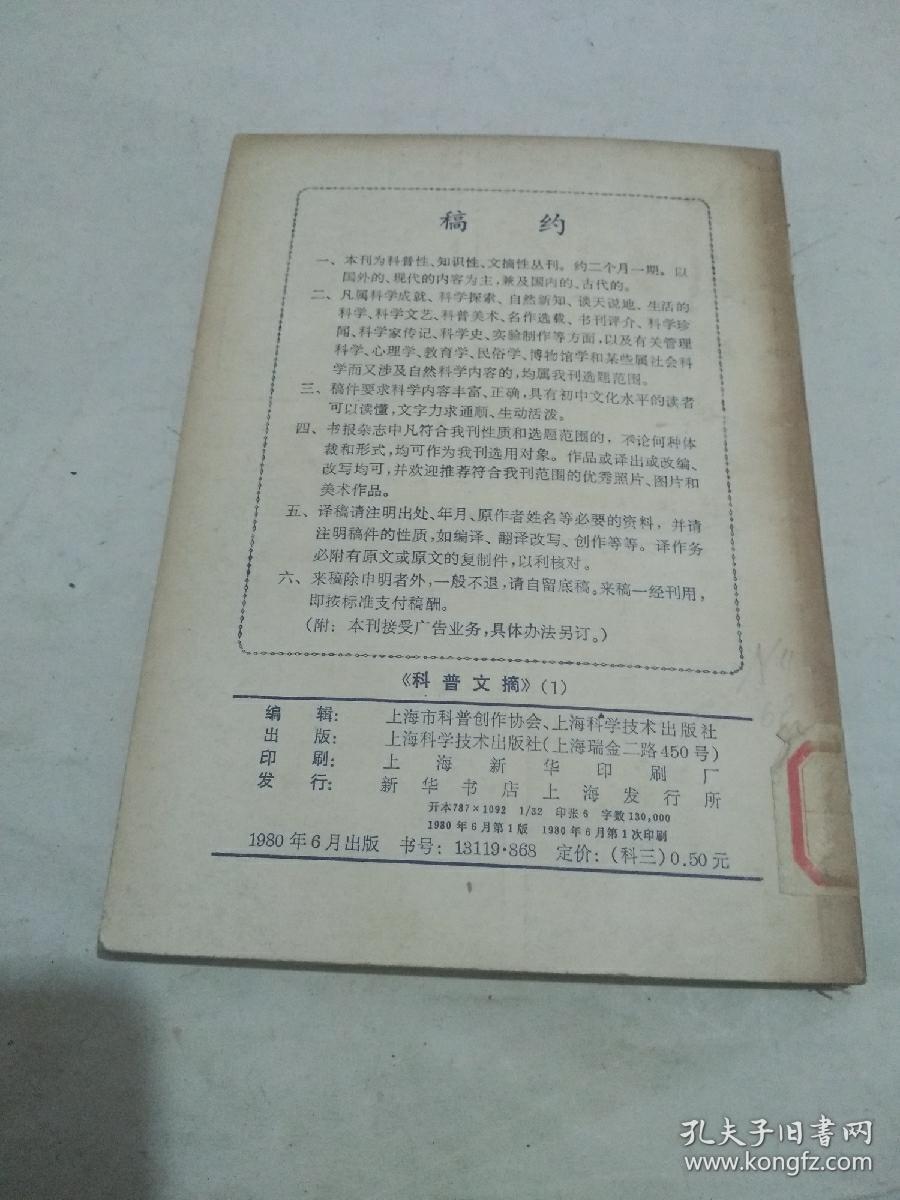 稿 约
一、本刊为科普性、知识性、文摘性丛刊。约二个月一期。以
国外的、现代的内容为主，兼及国内的、古代的。
二、凡属科学成就、科学探索、自然新知、谈天说地、生活的
科学、科学文艺、科普美术、名作选载、书刊评介、科学珍
闻、科学家传记、科学史、实验制作等方面，以及有关管理
科学、心理学、教育学、民俗学、博物馆学和某些属社会科
学而又涉及自然科学内容的，均属我刊选题范围。
三、稿件要求科学内容丰富、正确，具有初中文化水平的读者
可以读懂，文字力求通顺、生动活泼。
四、书报杂志中凡符合我刊性质和选题范围的，不论何种体
裁和形式，均可作为我刊选用对象。作品或译出或改编、
改写均可，并欢迎推荐符合我刊范围的优秀照片、图片和
美术作品。
五、译稿请注明出处、年月、原作者姓名等必要的资料，并请
注明稿件的性质，如编译、翻译改写、创作等等。译作务
必附有原文或原文的复制件，以利核对。
六、来稿除申明者外，一般不退，请自留底稿。来稿一经刊用，
即按标准支付稿酬。
（附：本刊接受广告业务，具体办法另订。）
《科普文摘》（1）
编 辑：上海市科普创作协会、上海科学技术出版社
出 版：上海科学技术出版社（上海瑞金二路450号）
印 刷：上海新华印刷厂
发 行：新华书店上海发行所
开本787×1092 1/32 印张6 字数130,000
1980年6月第1版 1980年6月第1次印刷
1980年6月出版 书号：13119·868 定价：（科三）0.50元
孔夫子旧书网
www.kongfz.com